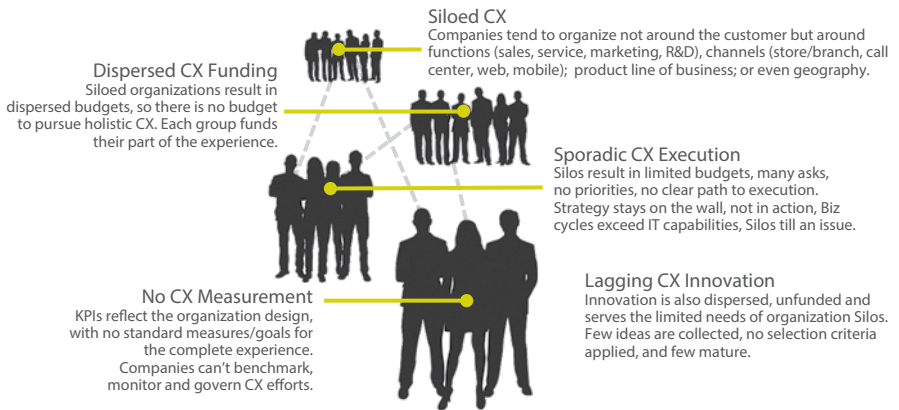 Siloed CX
Companies tend to organize not around the customer but around
functions (sales, service, marketing, R&D), channels (store/branch, call
center, web, mobile); product line of business; or even geography.
Dispersed CX Funding
Siloed organizations result in
dispersed budgets, so there is no budget
to pursue holistic CX. Each group funds
their part of the experience.
Sporadic CX Execution
Silos result in limited budgets, many asks,
no priorities, no clear path to execution.
Strategy stays on the wall, not in action, Biz
cycles exceed IT capabilities, Silos till an issue.
No CX Measurement
KPIs reflect the organization design,
with no standard measures/goals for
the complete experience.
Companies can't benchmark,
monitor and govern CX efforts.
Lagging CX Innovation
Innovation is also dispersed, unfunded and
serves the limited needs of organization Silos.
Few ideas are collected, no selection criteria
applied, and few mature.